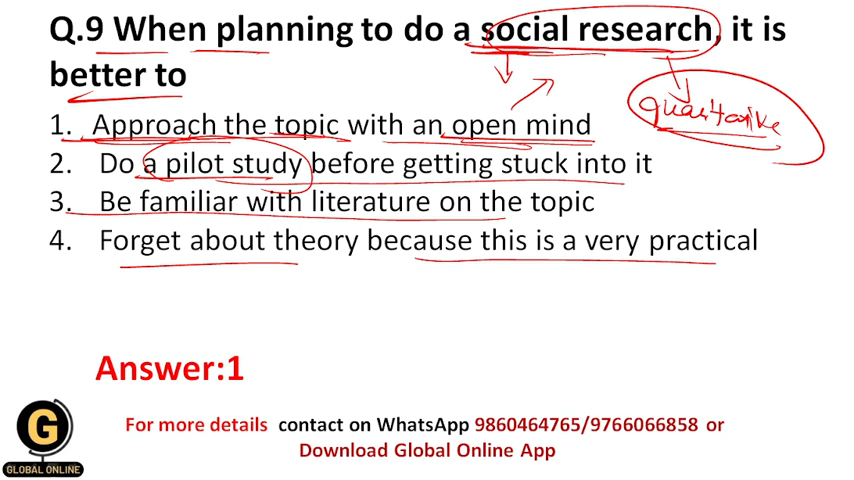 Q.9 When planning to do a social research, it is
better to
qualitative
1. Approach the topic with an open mind
2. Do a pilot study before getting stuck into it
3. Be familiar with literature on the topic
4. Forget about theory because this is a very practical
Answer:1
G
GLOBAL ONLINE
For more details contact on WhatsApp 9860464765/9766066858 or
Download Global Online App